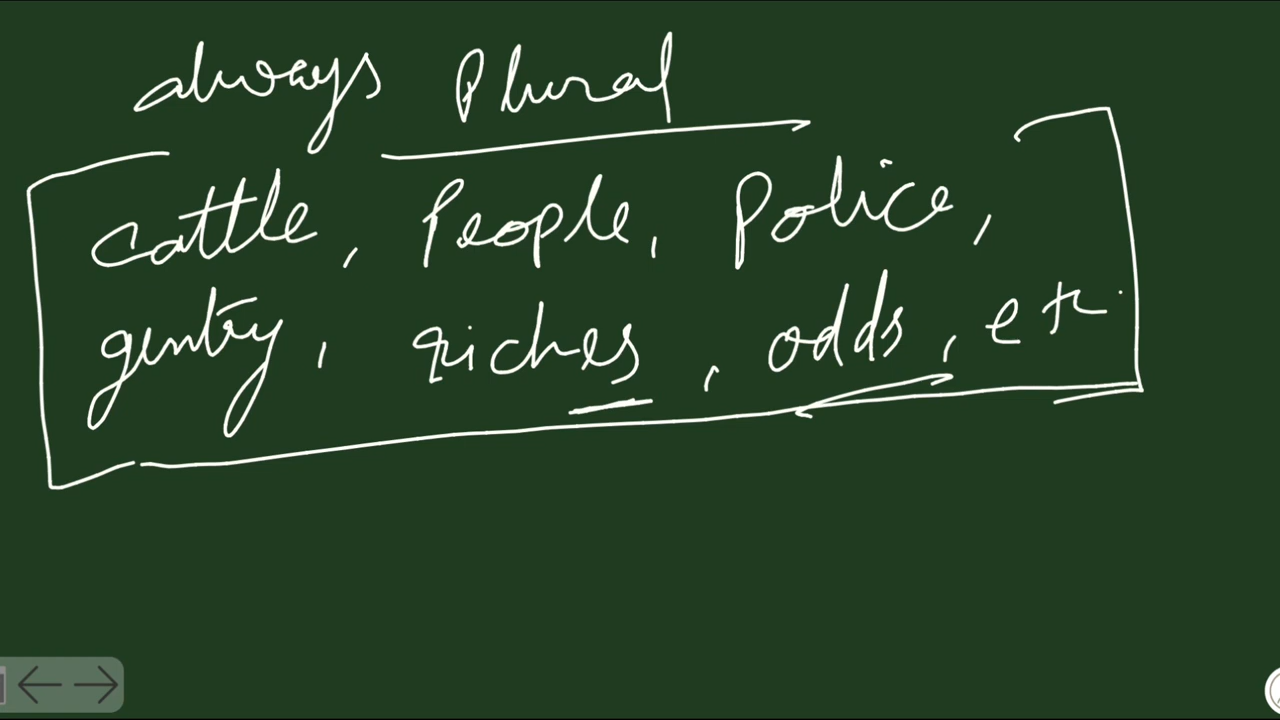 always Plural
cattle, People, Police,
gentry, riches, odds, etc.